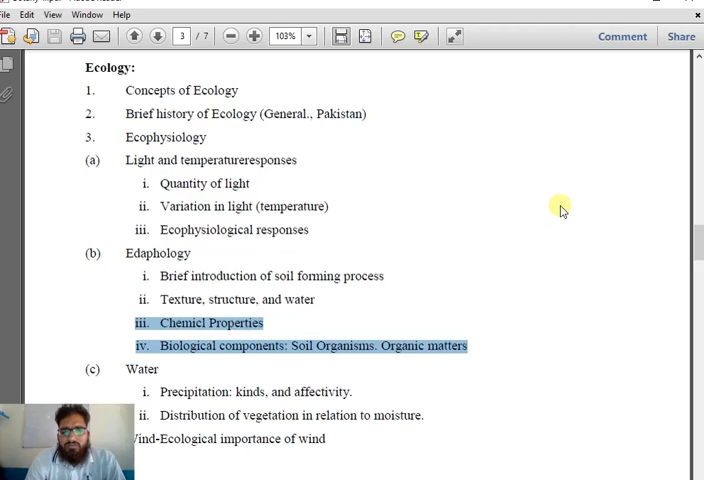 File Edit View Window Help
3 / 7 103% Comment Share
Ecology:
1. Concepts of Ecology
2. Brief history of Ecology (General., Pakistan)
3. Ecophysiology
(a) Light and temperatureresponses
i. Quantity of light
ii. Variation in light (temperature)
iii. Ecophysiological responses
(b) Edaphology
i. Brief introduction of soil forming process
ii. Texture, structure, and water
iii. Chemicl Properties
iv. Biological components: Soil Organisms. Organic matters
(c) Water
i. Precipitation: kinds, and affectivity.
ii. Distribution of vegetation in relation to moisture.
Wind-Ecological importance of wind